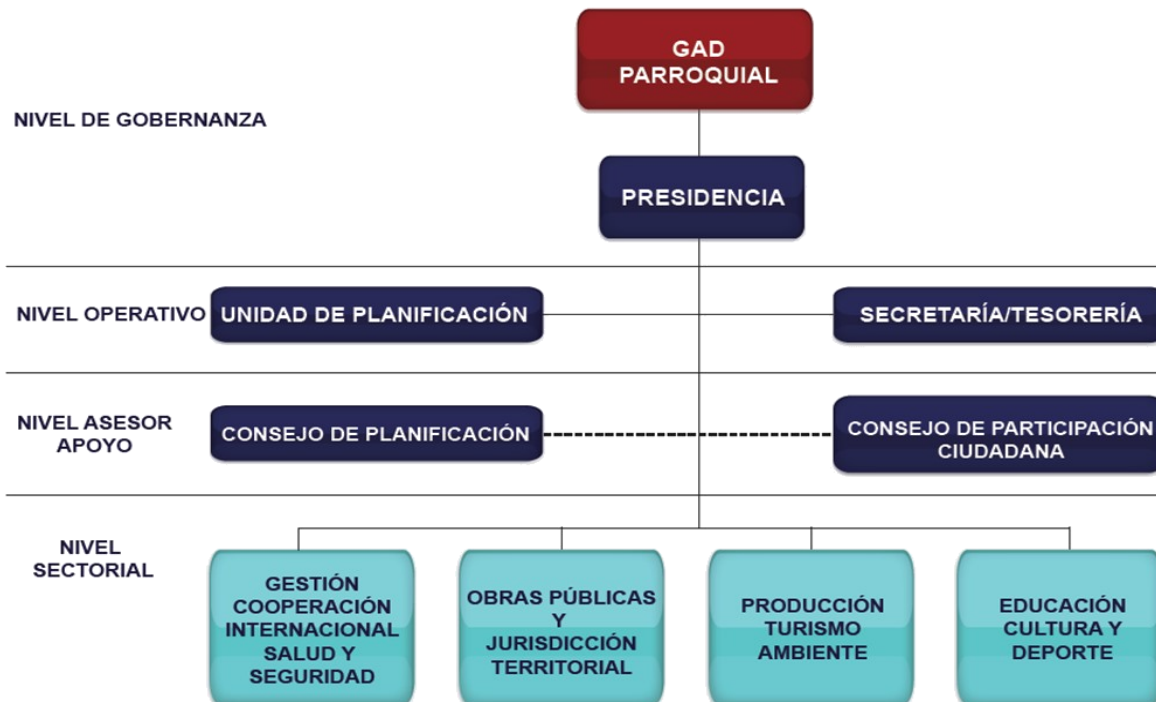 GAD
PARROQUIAL
NIVEL DE GOBERNANZA
PRESIDENCIA
NIVEL OPERATIVO
UNIDAD DE PLANIFICACIÓN
SECRETARÍA/TESORERÍA
NIVEL ASESOR
APOYO
CONSEJO DE PLANIFICACIÓN
CONSEJO DE PARTICIPACIÓN
CIUDADANA
NIVEL
SECTORIAL
GESTIÓN
COOPERACIÓN
INTERNACIONAL
SALUD Y
SEGURIDAD
OBRAS PÚBLICAS
Y
JURISDICCIÓN
TERRITORIAL
PRODUCCIÓN
TURISMO
AMBIENTE
EDUCACIÓN
CULTURA Y
DEPORTE